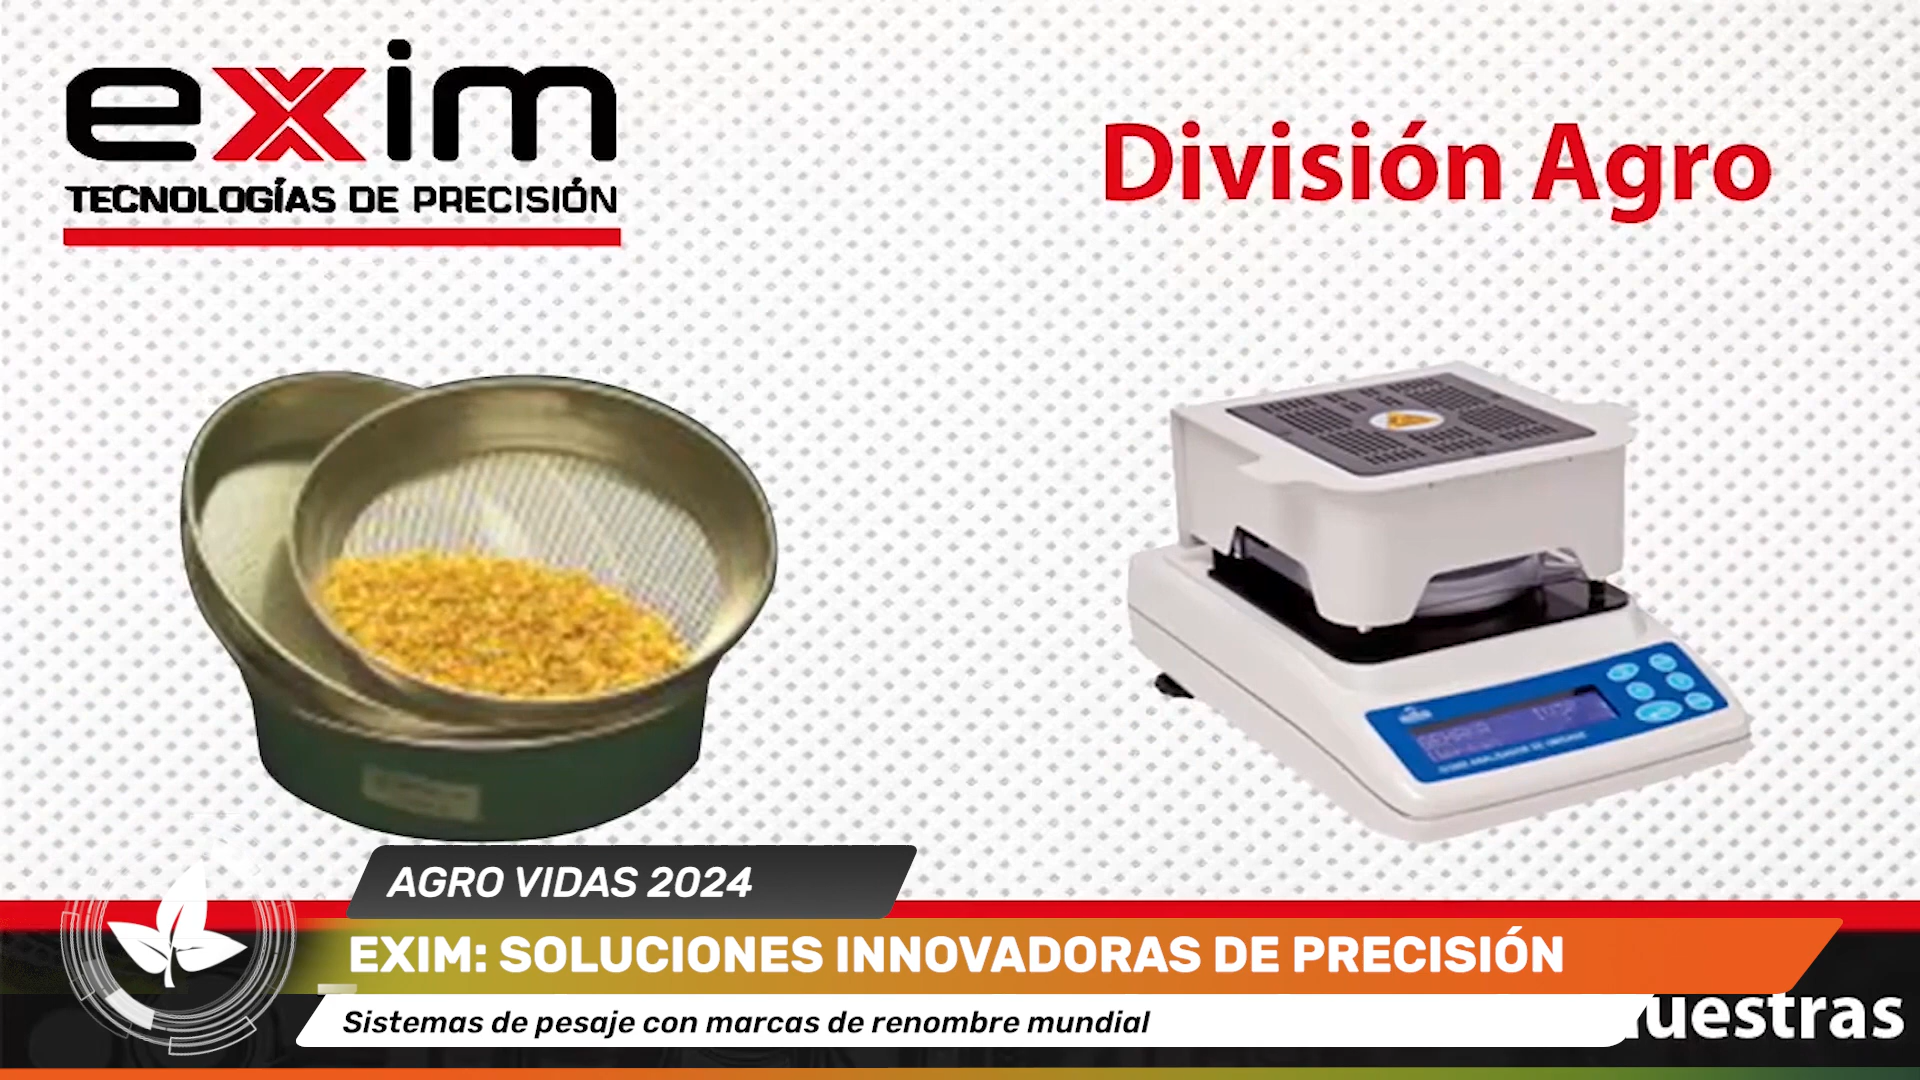 exxim
TECNOLOGÍAS DE PRECISIÓN
División Agro
AGRO VIDAS 2024
EXIM: SOLUCIONES INNOVADORAS DE PRECISIÓN
Sistemas de pesaje con marcas de renombre mundial
uestras